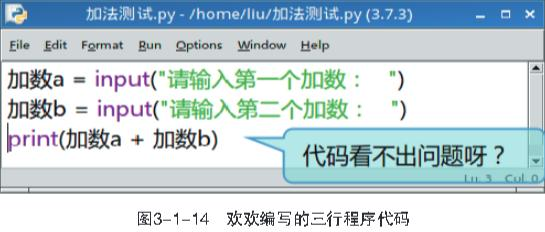 加法测试.py - /home/liu/加法测试.py (3.7.3)
File Edit Format Run Options Window Help
加数a = input("请输入第一个加数： ")
加数b = input("请输入第二个加数： ")
print(加数a + 加数b)
代码看不出问题呀？
Ln: 3 Col: 0
图3-1-14 欢欢编写的三行程序代码